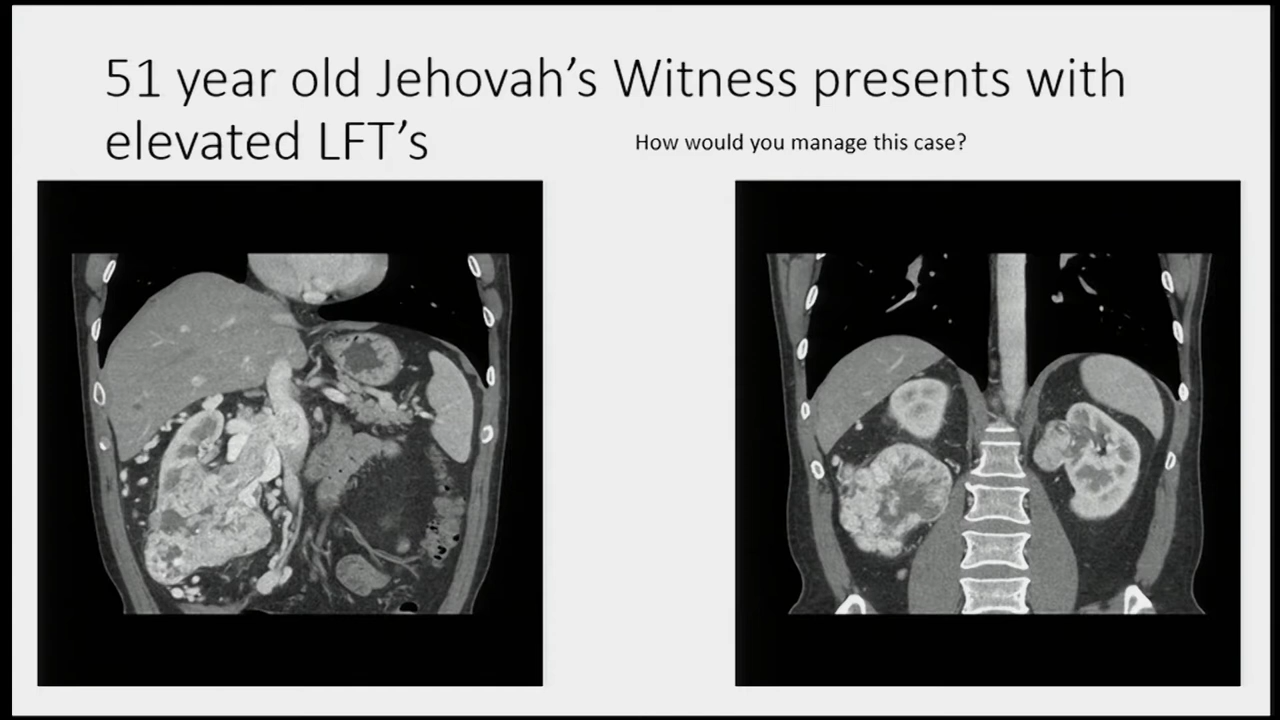 51 year old Jehovah’s Witness presents with
elevated LFT’s
How would you manage this case?